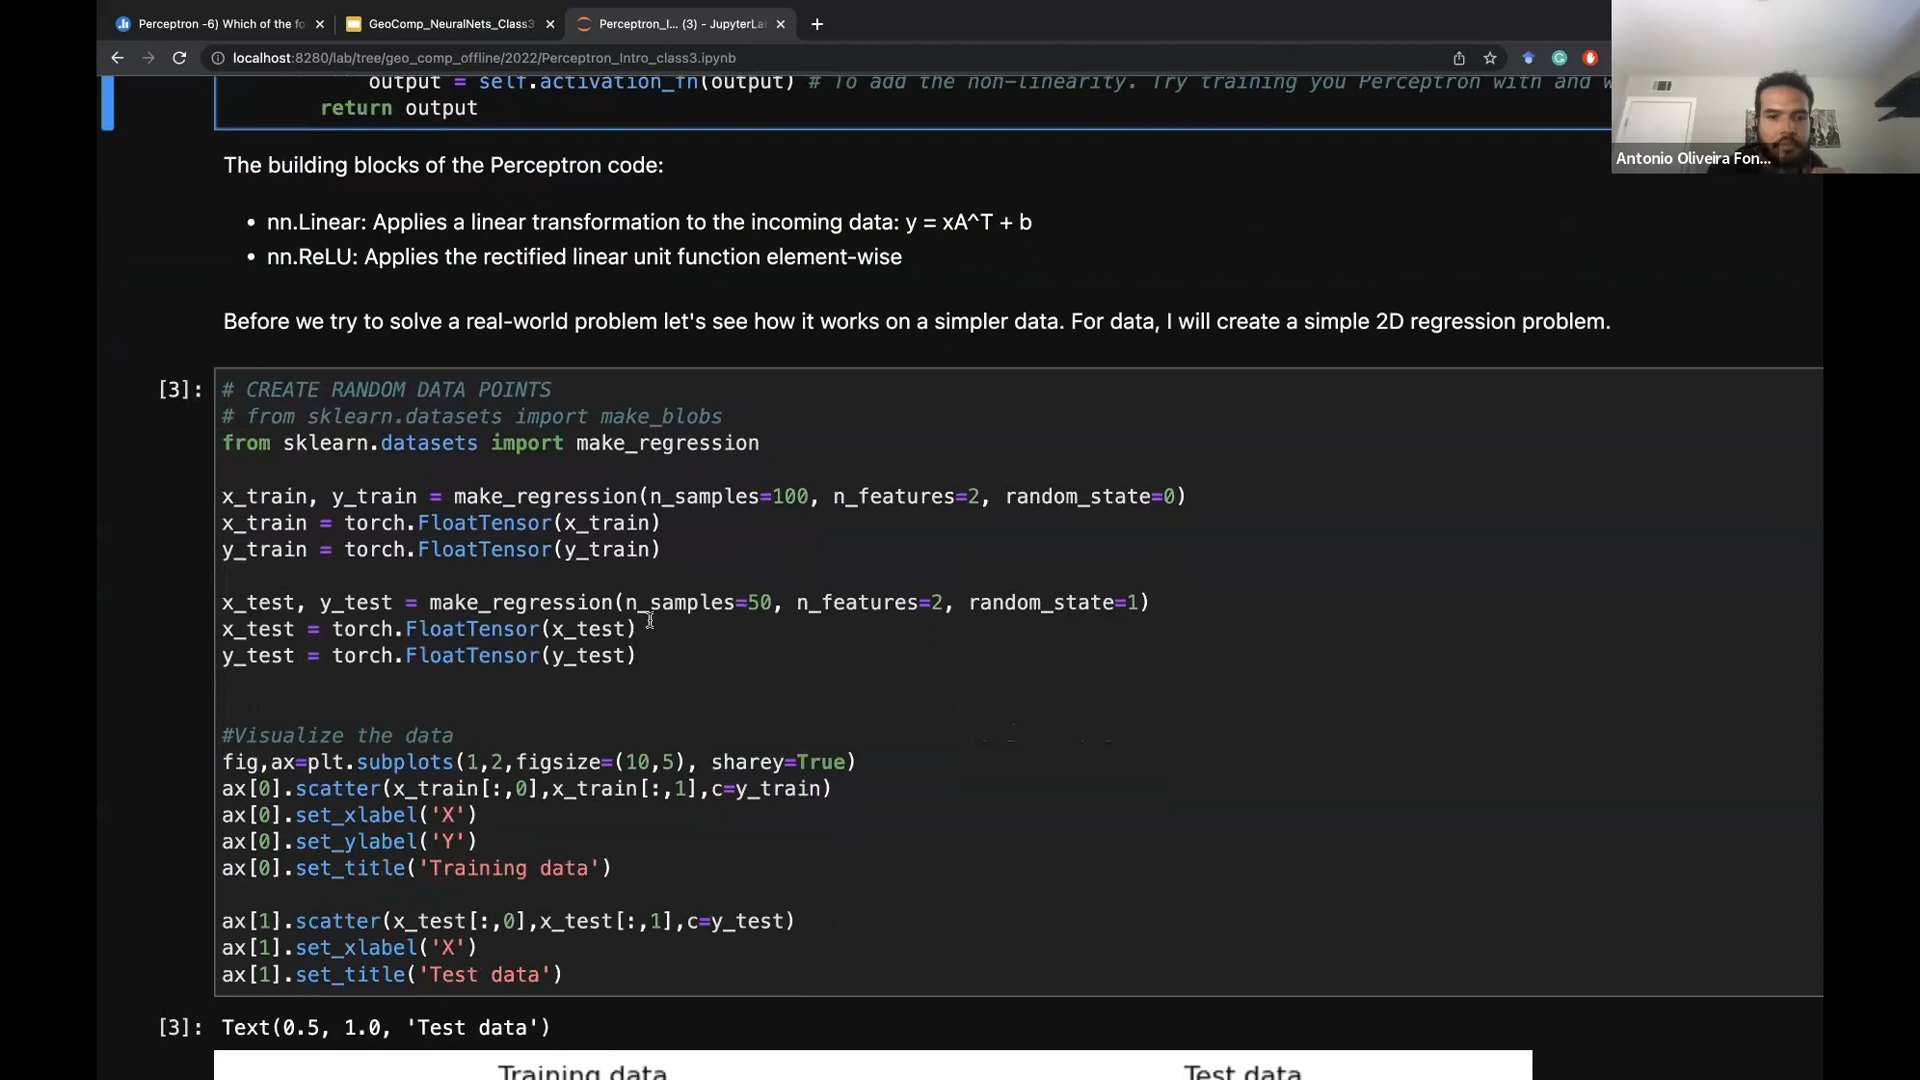 Perceptron -6) Which of the fo
GeoComp_NeuralNets_Class3
Perceptron_I... (3) - JupyterLa
localhost:8280/lab/tree/geo_comp_offline/2022/Perceptron_Intro_class3.ipynb
output = self.activation_fn(output) # To add the non-linearity. Try training you Perceptron with and w
return output
Antonio Oliveira Fon...
The building blocks of the Perceptron code:
• nn.Linear: Applies a linear transformation to the incoming data: y = xA^T + b
• nn.ReLU: Applies the rectified linear unit function element-wise
Before we try to solve a real-world problem let's see how it works on a simpler data. For data, I will create a simple 2D regression problem.
[3]:
# CREATE RANDOM DATA POINTS
# from sklearn.datasets import make_blobs
from sklearn.datasets import make_regression
x_train, y_train = make_regression(n_samples=100, n_features=2, random_state=0)
x_train = torch.FloatTensor(x_train)
y_train = torch.FloatTensor(y_train)
x_test, y_test = make_regression(n_samples=50, n_features=2, random_state=1)
x_test = torch.FloatTensor(x_test)
y_test = torch.FloatTensor(y_test)
#Visualize the data
fig,ax=plt.subplots(1,2,figsize=(10,5), sharey=True)
ax[0].scatter(x_train[:,0],x_train[:,1],c=y_train)
ax[0].set_xlabel('X')
ax[0].set_ylabel('Y')
ax[0].set_title('Training data')
ax[1].scatter(x_test[:,0],x_test[:,1],c=y_test)
ax[1].set_xlabel('X')
ax[1].set_title('Test data')
[3]: Text(0.5, 1.0, 'Test data')
Training data
Test data